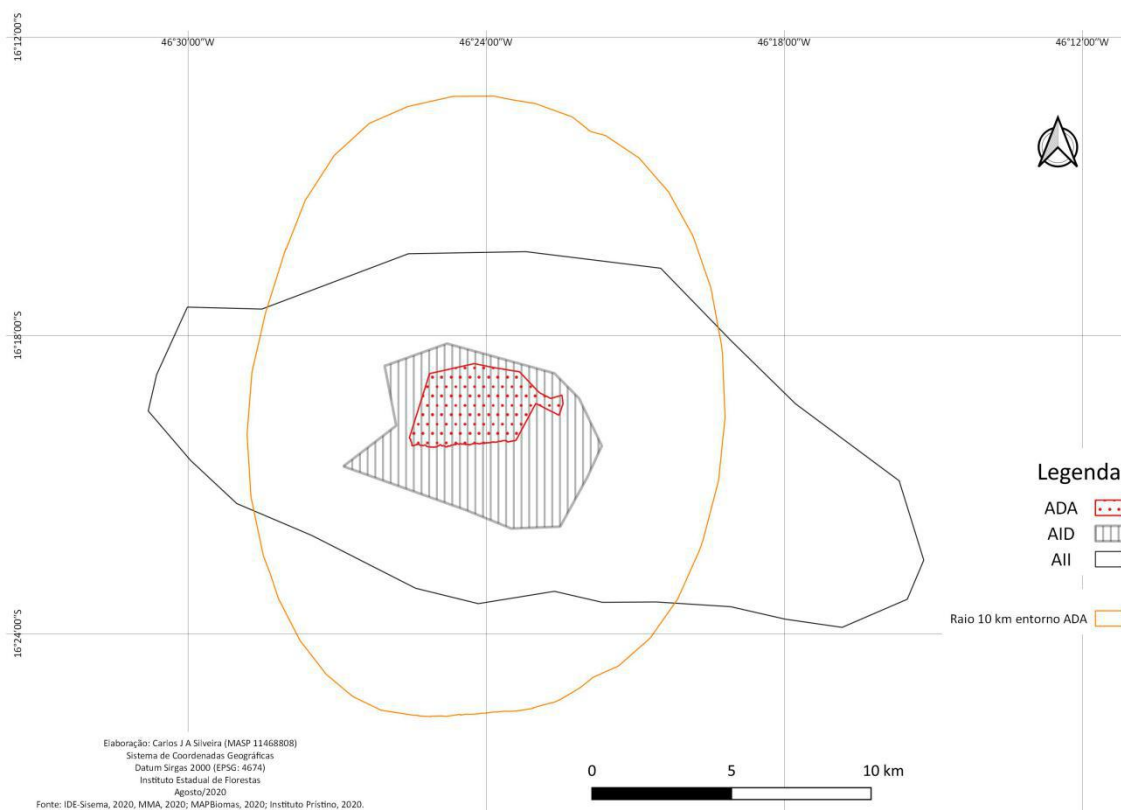 46°30'00"W
46°24'00"W
46°18'00"W
46°12'00"W
16°12'00"S
16°18'00"S
16°24'00"S
Legenda
ADA
AID
AII
Raio 10 km entorno ADA
Elaboração: Carlos J A Silveira (MASP 11468808)
Sistema de Coordenadas Geográficas
Datum Sirgas 2000 (EPSG: 4674)
Instituto Estadual de Florestas
Agosto/2020
Fonte: IDE-Sisema, 2020, MMA, 2020; MAPBiomas, 2020; Instituto Prístino, 2020.
0
5
10 km